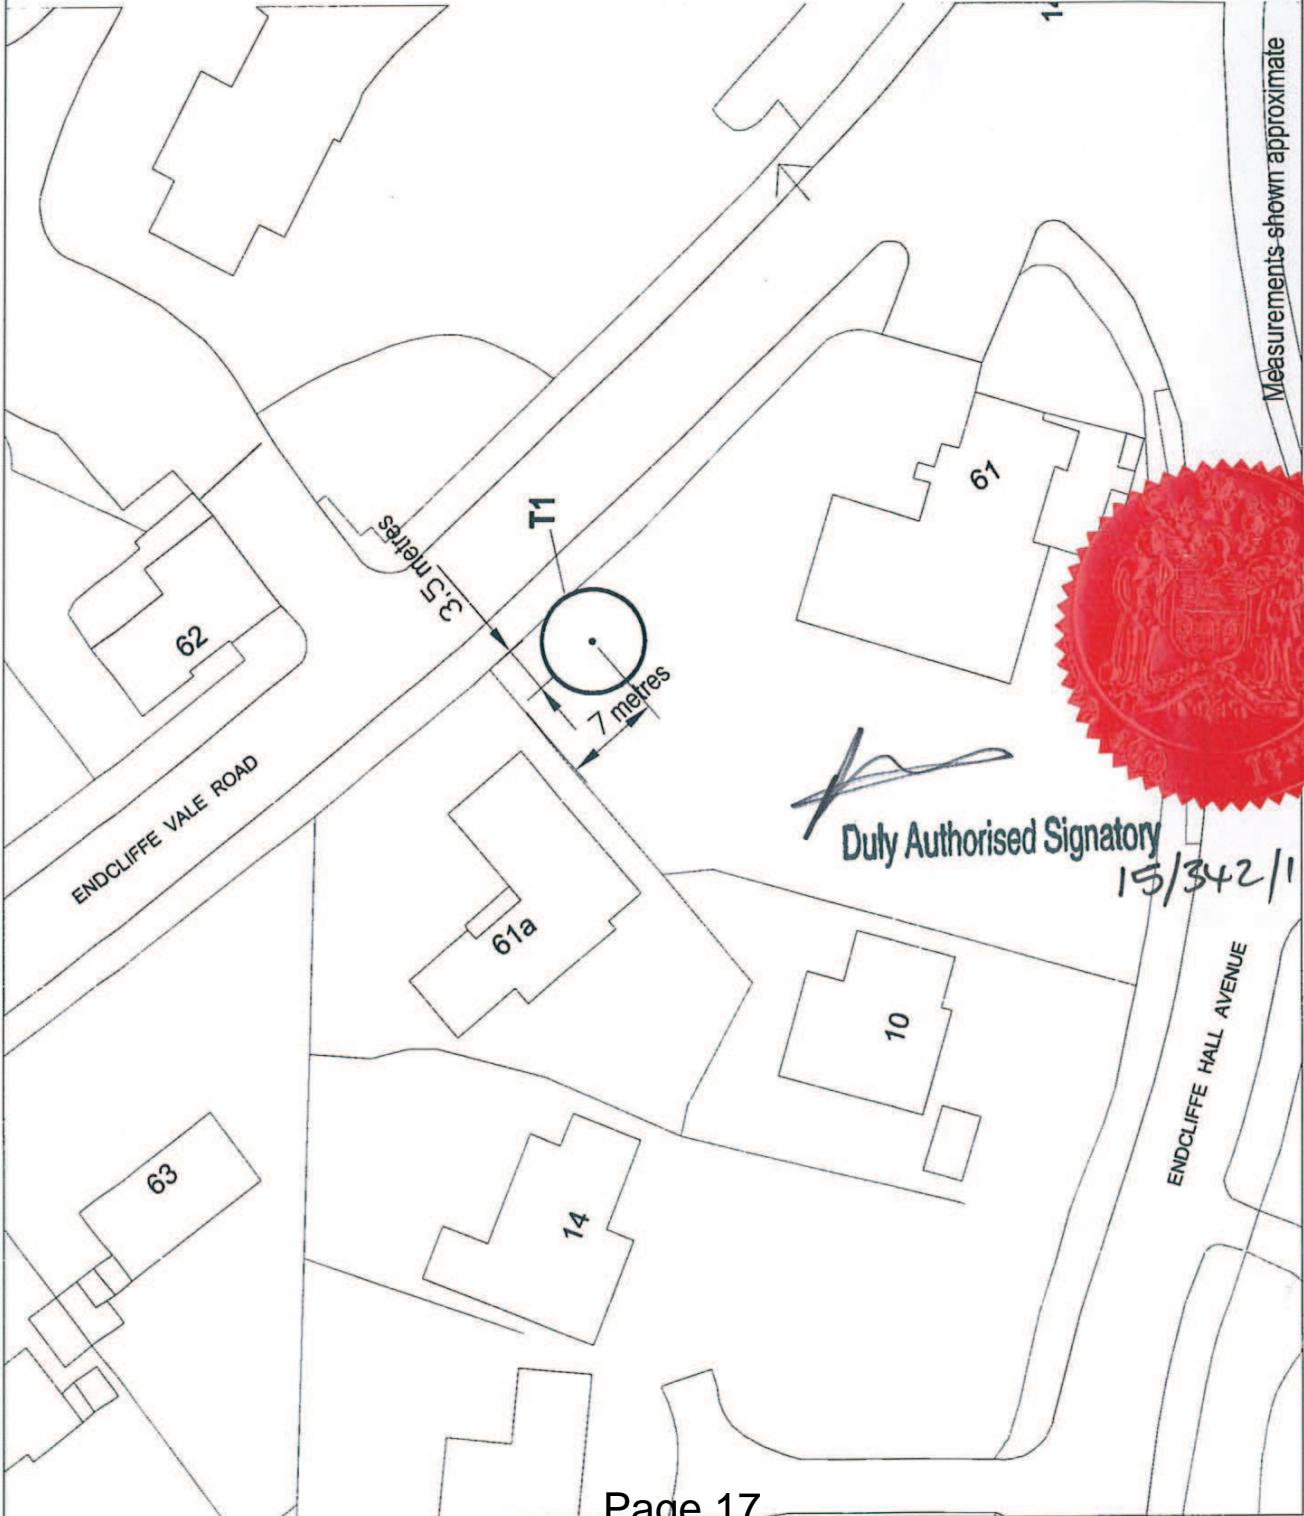 14
Measurements shown approximate
T1
3.5 metres
61
62
7 metres
ENDCLIFFE VALE ROAD
Duly Authorised Signatory
15/342/1
61a
10
ENDCLIFFE HALL AVENUE
63
14
Page 17